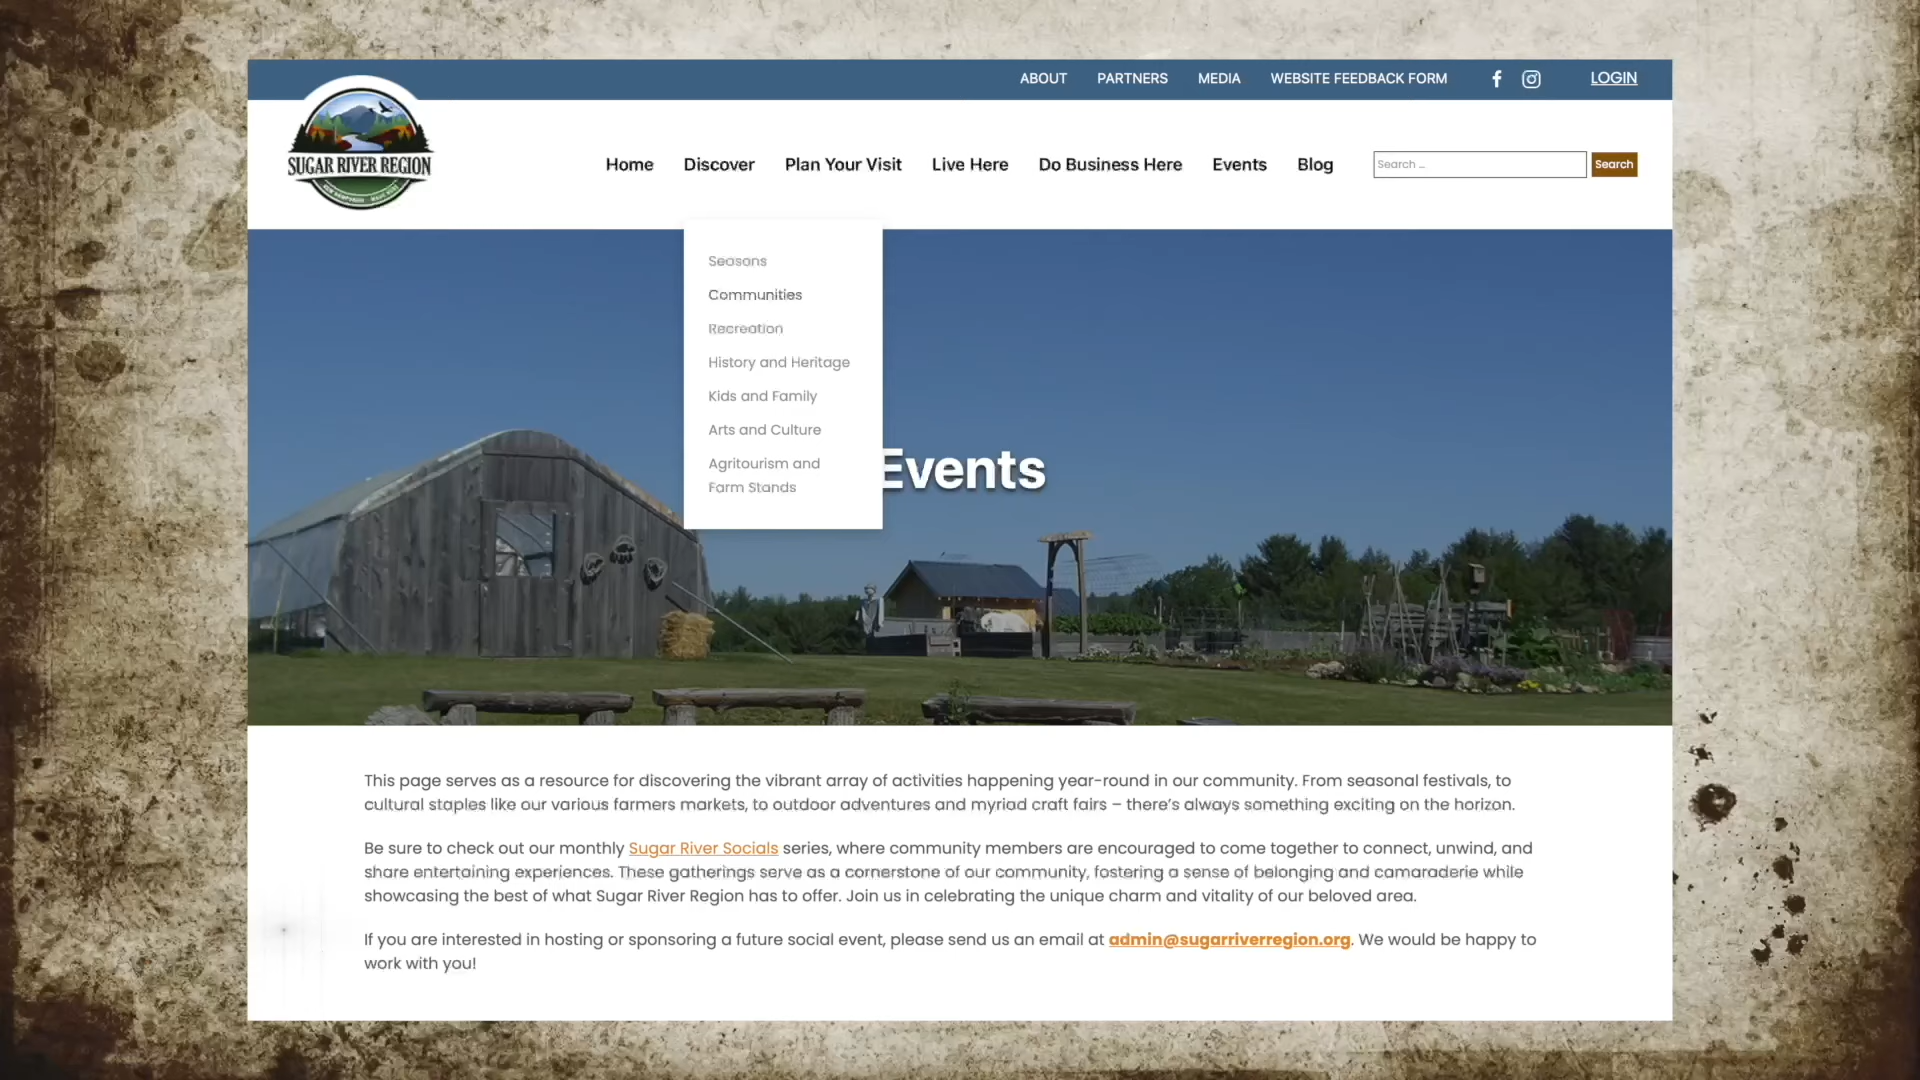 ABOUT PARTNERS MEDIA WEBSITE FEEDBACK FORM LOGIN
SUGAR RIVER REGION
Home Discover Plan Your Visit Live Here Do Business Here Events Blog Search ... Search
Seasons
Communities
Recreation
History and Heritage
Kids and Family
Arts and Culture
Agritourism and
Farm Stands
Events
This page serves as a resource for discovering the vibrant array of activities happening year-round in our community. From seasonal festivals, to
cultural staples like our various farmers markets, to outdoor adventures and myriad craft fairs – there's always something exciting on the horizon.
Be sure to check out our monthly Sugar River Socials series, where community members are encouraged to come together to connect, unwind, and
share entertaining experiences. These gatherings serve as a cornerstone of our community, fostering a sense of belonging and camaraderie while
showcasing the best of what Sugar River Region has to offer. Join us in celebrating the unique charm and vitality of our beloved area.
If you are interested in hosting or sponsoring a future social event, please send us an email at admin@sugarriverregion.org. We would be happy to
work with you!